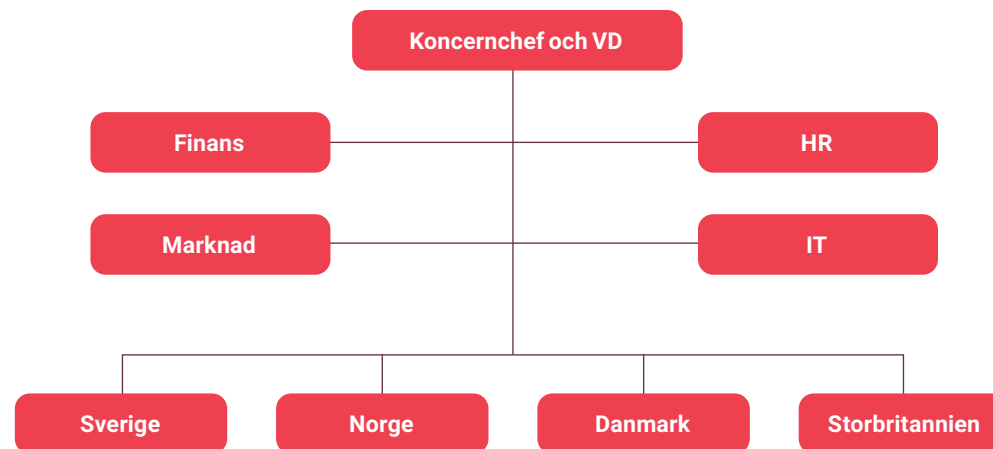 Koncernchef och VD
Finans
HR
Marknad
IT
Sverige
Norge
Danmark
Storbritannien